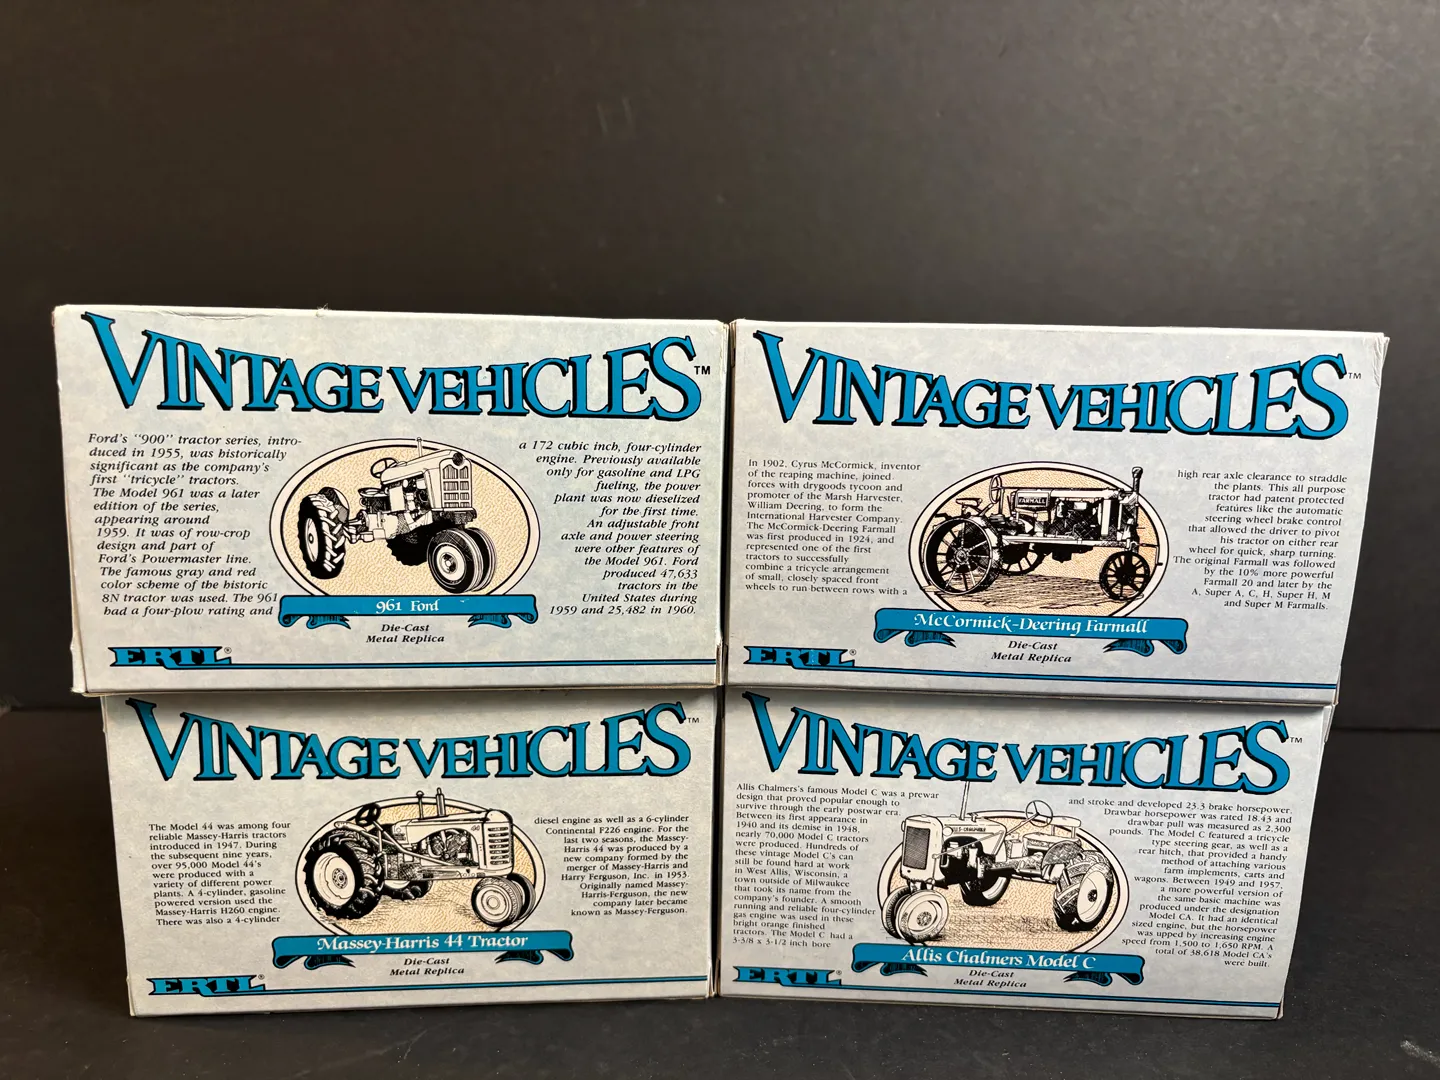 VINTAGE VEHICLES™
Ford's "900" tractor series, intro-
duced in 1955, was historically
significant as the company's
first "tricycle" tractors.
The Model 961 was a later
edition of the series,
appearing around
1959. It was of row-crop
design and part of
Ford's Powermaster line.
The famous gray and red
color scheme of the historic
8N tractor was used. The 961
had a four-plow rating and
a 172 cubic inch, four-cylinder
engine. Previously available
only for gasoline and LPG
fueling, the power
plant was now dieselized
for the first time.
An adjustable front
axle and power steering
were other features of
the Model 961. Ford
produced 47,633
tractors in the
United States during
1959 and 25,482 in 1960.
961 Ford
Die-Cast
Metal Replica
ERTL®
VINTAGE VEHICLES™
In 1902, Cyrus McCormick, inventor
of the reaping machine, joined
forces with drygoods tycoon and
promoter of the Marsh Harvester,
William Deering, to form the
International Harvester Company.
The McCormick-Deering Farmall
was first produced in 1924, and
represented one of the first
tractors to successfully
combine a tricycle arrangement
of small, closely spaced front
wheels to run between rows with a
high rear axle clearance to straddle
the plants. This all purpose
tractor had patent protected
features like the automatic
steering wheel brake control
that allowed the driver to pivot
his tractor on either rear
wheel for quick, sharp turning.
The original Farmall was followed
by the 10% more powerful
Farmall 20 and later by the
A, Super A, C, H, Super H, M
and Super M Farmalls.
FARMALL
McCormick-Deering Farmall
Die-Cast
Metal Replica
ERTL®
VINTAGE VEHICLES™
The Model 44 was among four
reliable Massey-Harris tractors
introduced in 1947. During
the subsequent nine years,
over 95,000 Model 44's
were produced with a
variety of different power
plants. A 4-cylinder, gasoline
powered version used the
Massey-Harris H260 engine.
There was also a 4-cylinder
diesel engine as well as a 6-cylinder
Continental F226 engine. For the
last two seasons, the Massey-
Harris 44 was produced by a
new company formed by the
merger of Massey-Harris and
Harry Ferguson, Inc. in 1953.
Originally named Massey-
Harris-Ferguson, the new
company later became
known as Massey-Ferguson.
44
Massey-Harris 44 Tractor
Die-Cast
Metal Replica
ERTL®
VINTAGE VEHICLES™
Allis Chalmers's famous Model C was a prewar
design that proved popular enough to
survive through the early postwar era.
Between its first appearance in
1940 and its demise in 1948,
nearly 70,000 Model C tractors
were produced. Hundreds of
these vintage Model C's can
still be found hard at work
in West Allis, Wisconsin, a
town outside of Milwaukee
that took its name from the
company's founder. A smooth
running and reliable four-cylinder
gas engine was used in these
bright orange finished
tractors. The Model C had a
3-3/8 x 3-1/2 inch bore
and stroke and developed 23.3 brake horsepower.
Drawbar horsepower was rated 18.43 and
drawbar pull was measured as 2,300
pounds. The Model C featured a tricycle
type steering gear, as well as a
rear hitch, that provided a handy
method of attaching various
farm implements, carts and
wagons. Between 1949 and 1957,
a more powerful version of
the same basic machine was
produced under the designation
Model CA. It had an identical
sized engine, but the horsepower
was upped by increasing engine
speed from 1,500 to 1,650 RPM. A
total of 38,618 Model CA's
were built.
ALLIS-CHALMERS
Allis Chalmers Model C
Die-Cast
Metal Replica
ERTL®